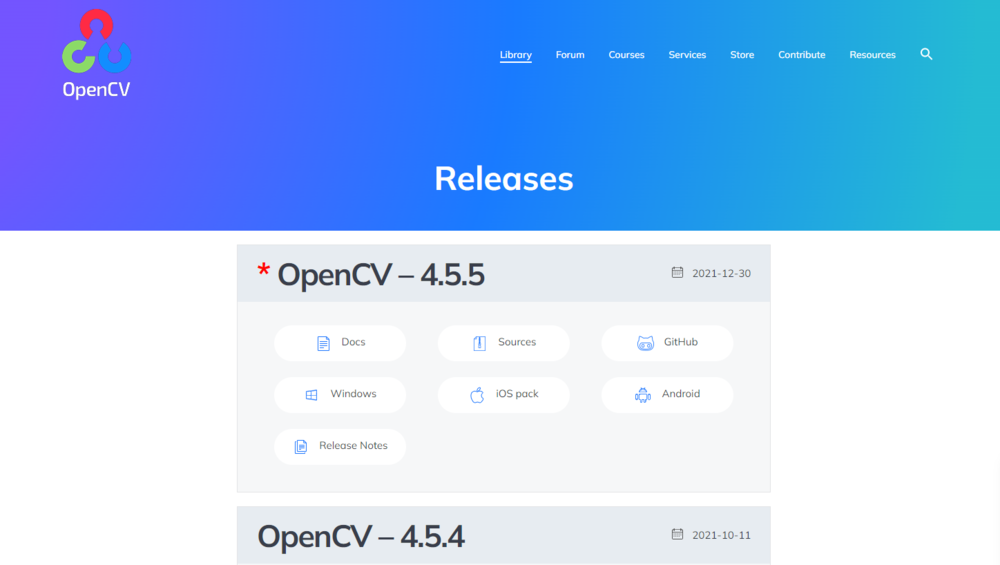 OpenCV
Library Forum Courses Services Store Contribute Resources
Releases
* OpenCV – 4.5.5 2021-12-30
Docs Sources GitHub
Windows iOS pack Android
Release Notes
OpenCV – 4.5.4 2021-10-11